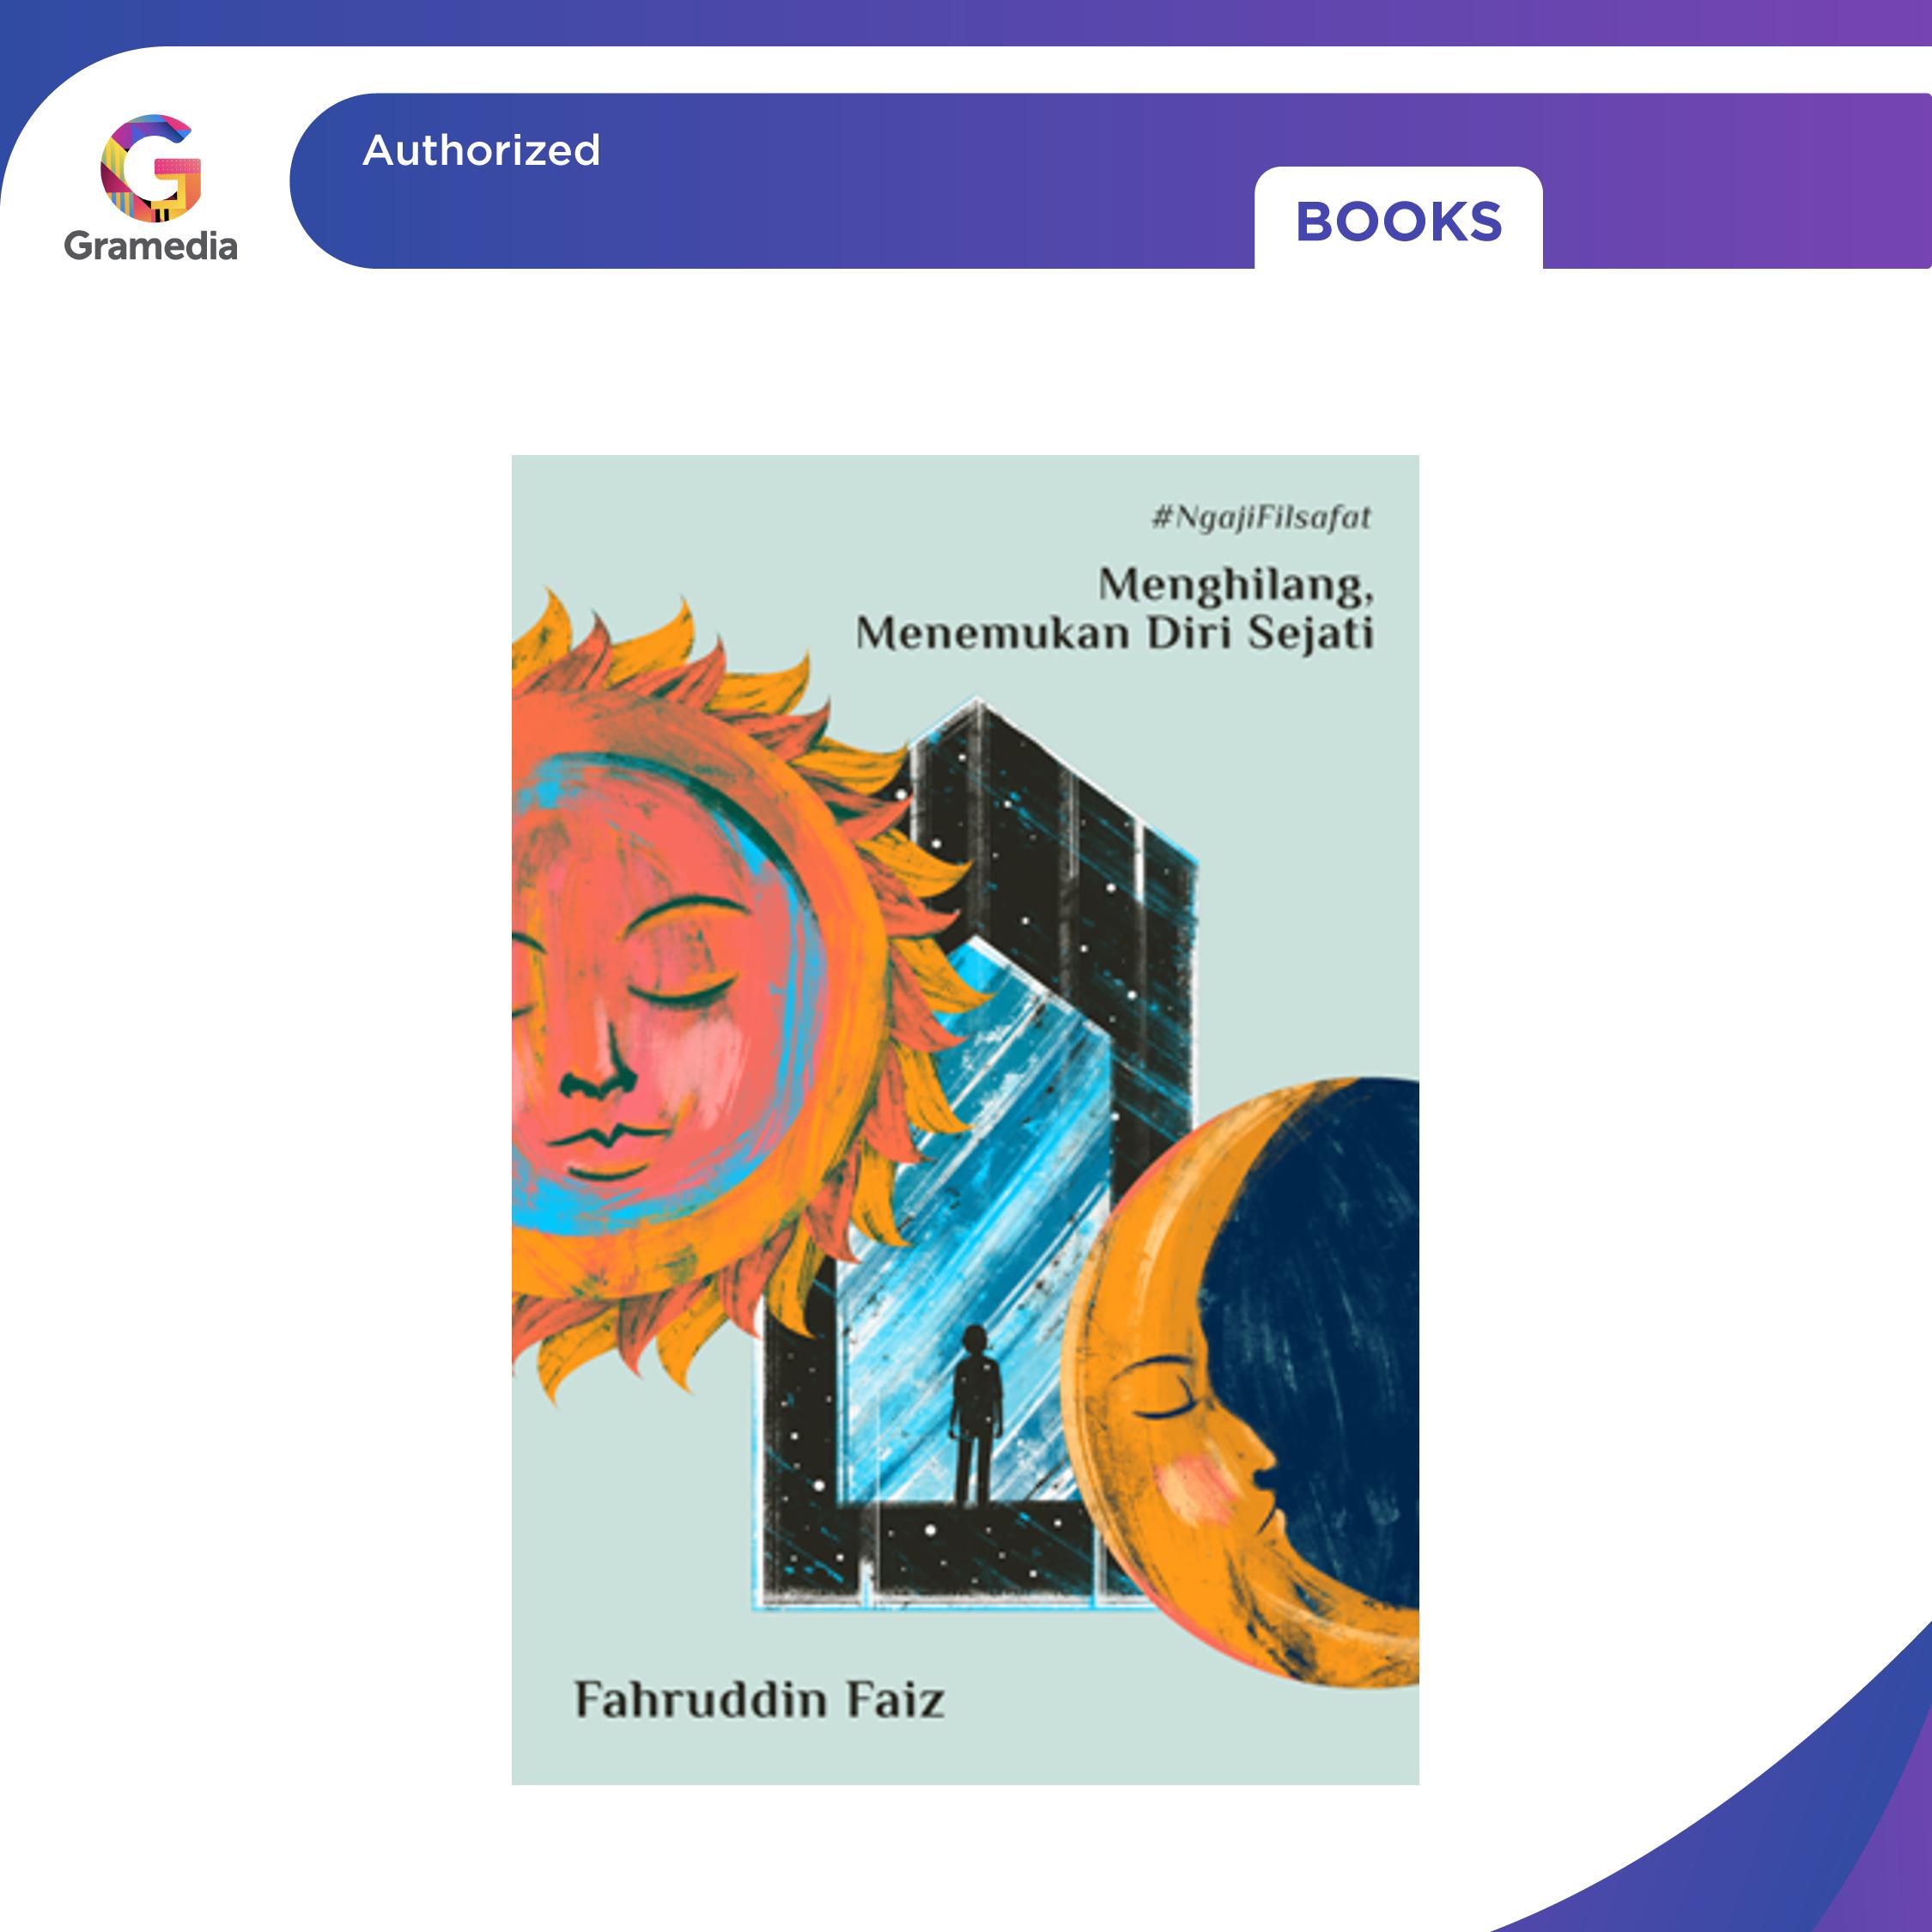 Gramedia
Authorized
BOOKS
#NgajiFilsafat
Menghilang,
Menemukan Diri Sejati
Fahruddin Faiz